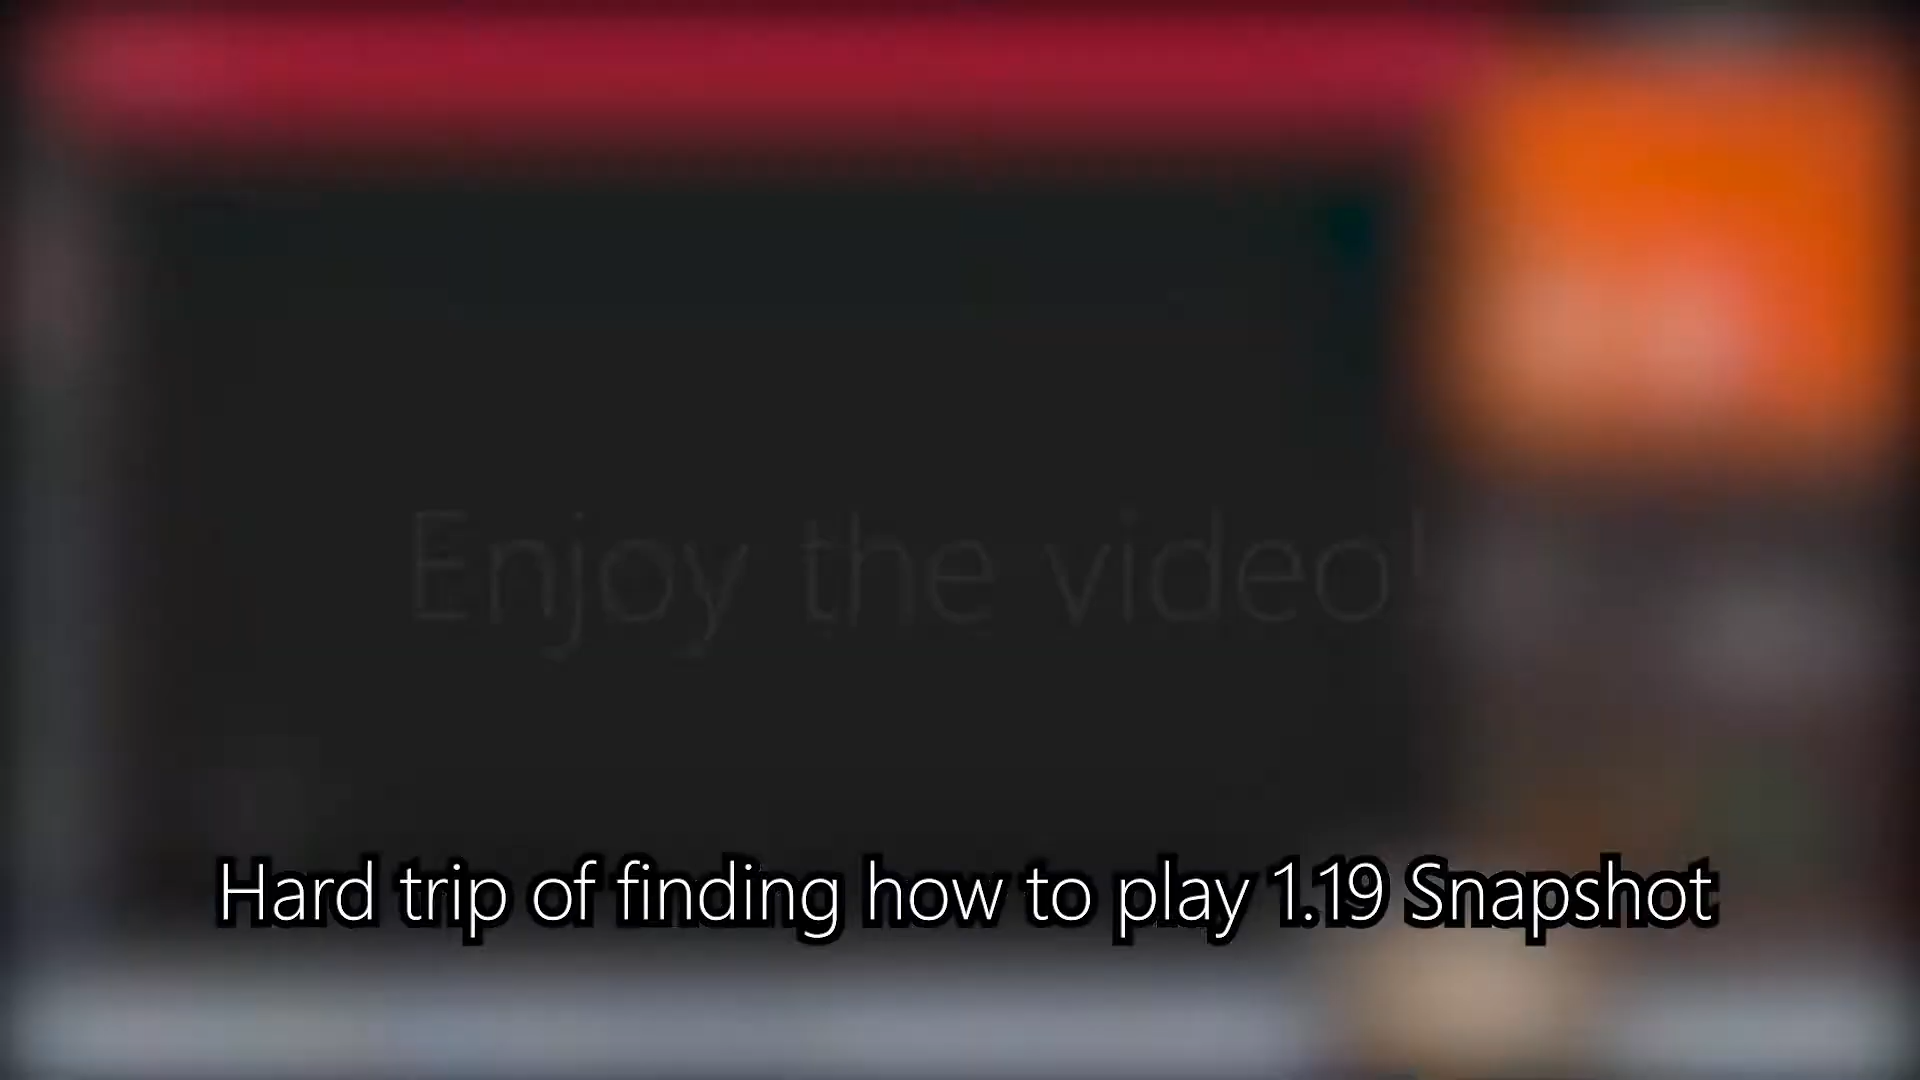 Enjoy the video!
Hard trip of finding how to play 1.19 Snapshot